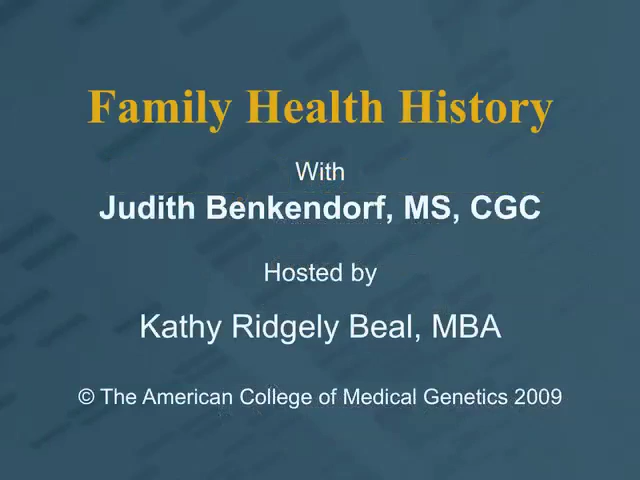 Family Health History
With
Judith Benkendorf, MS, CGC
Hosted by
Kathy Ridgely Beal, MBA
© The American College of Medical Genetics 2009